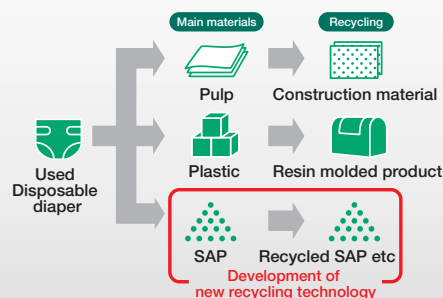 Main materials
Recycling
Pulp
Construction material
Used
Disposable
diaper
Plastic
Resin molded product
SAP
Recycled SAP etc
Development of
new recycling technology